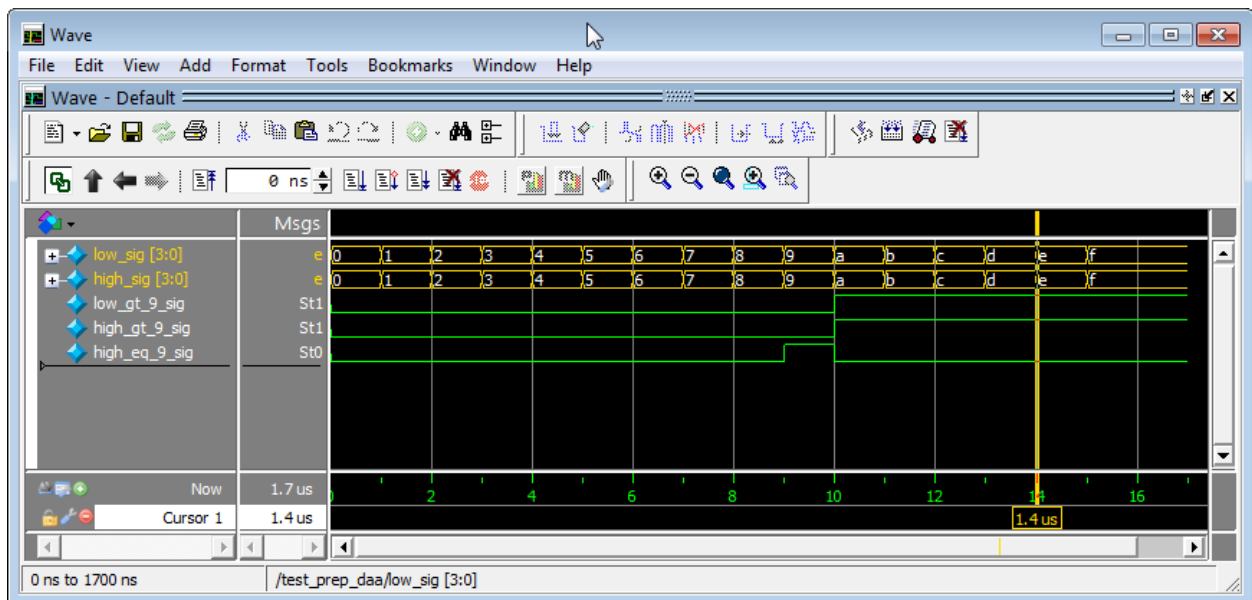 Wave
File Edit View Add Format Tools Bookmarks Window Help
Wave - Default
0 ns
Msgs
low_sig [3:0] e 0 1 2 3 4 5 6 7 8 9 a b c d e f
high_sig [3:0] e 0 1 2 3 4 5 6 7 8 9 a b c d e f
low_gt_9_sig St1
high_gt_9_sig St1
high_eq_9_sig St0
Now 1.7 us 2 4 6 8 10 12 14 16
Cursor 1 1.4 us 1.4 us
0 ns to 1700 ns /test_prep_daa/low_sig [3:0]